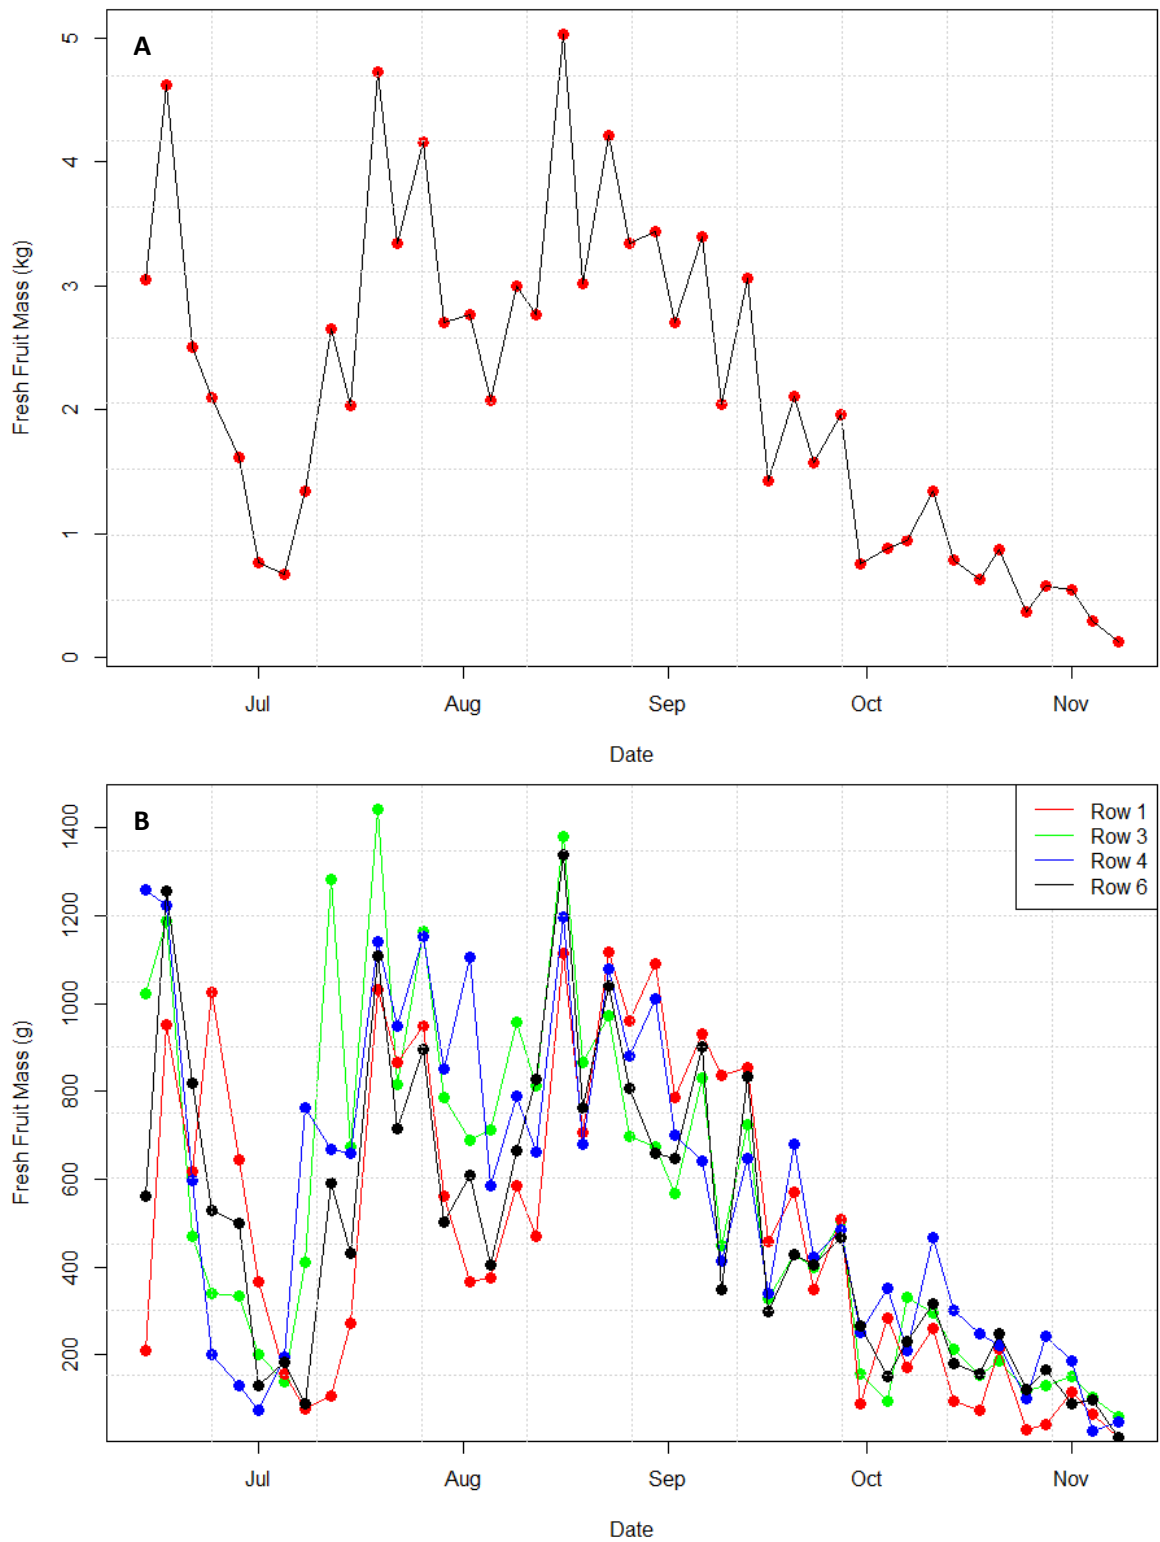 A
5
4
3
2
1
0
Fresh Fruit Mass (kg)
Jul Aug Sep Oct Nov
Date
B
1400
1200
1000
800
600
400
200
Fresh Fruit Mass (g)
Row 1
Row 3
Row 4
Row 6
Jul Aug Sep Oct Nov
Date